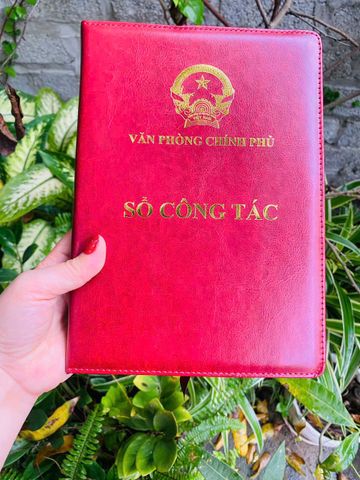 VĂN PHÒNG CHÍNH PHỦ
SỔ CÔNG TÁC